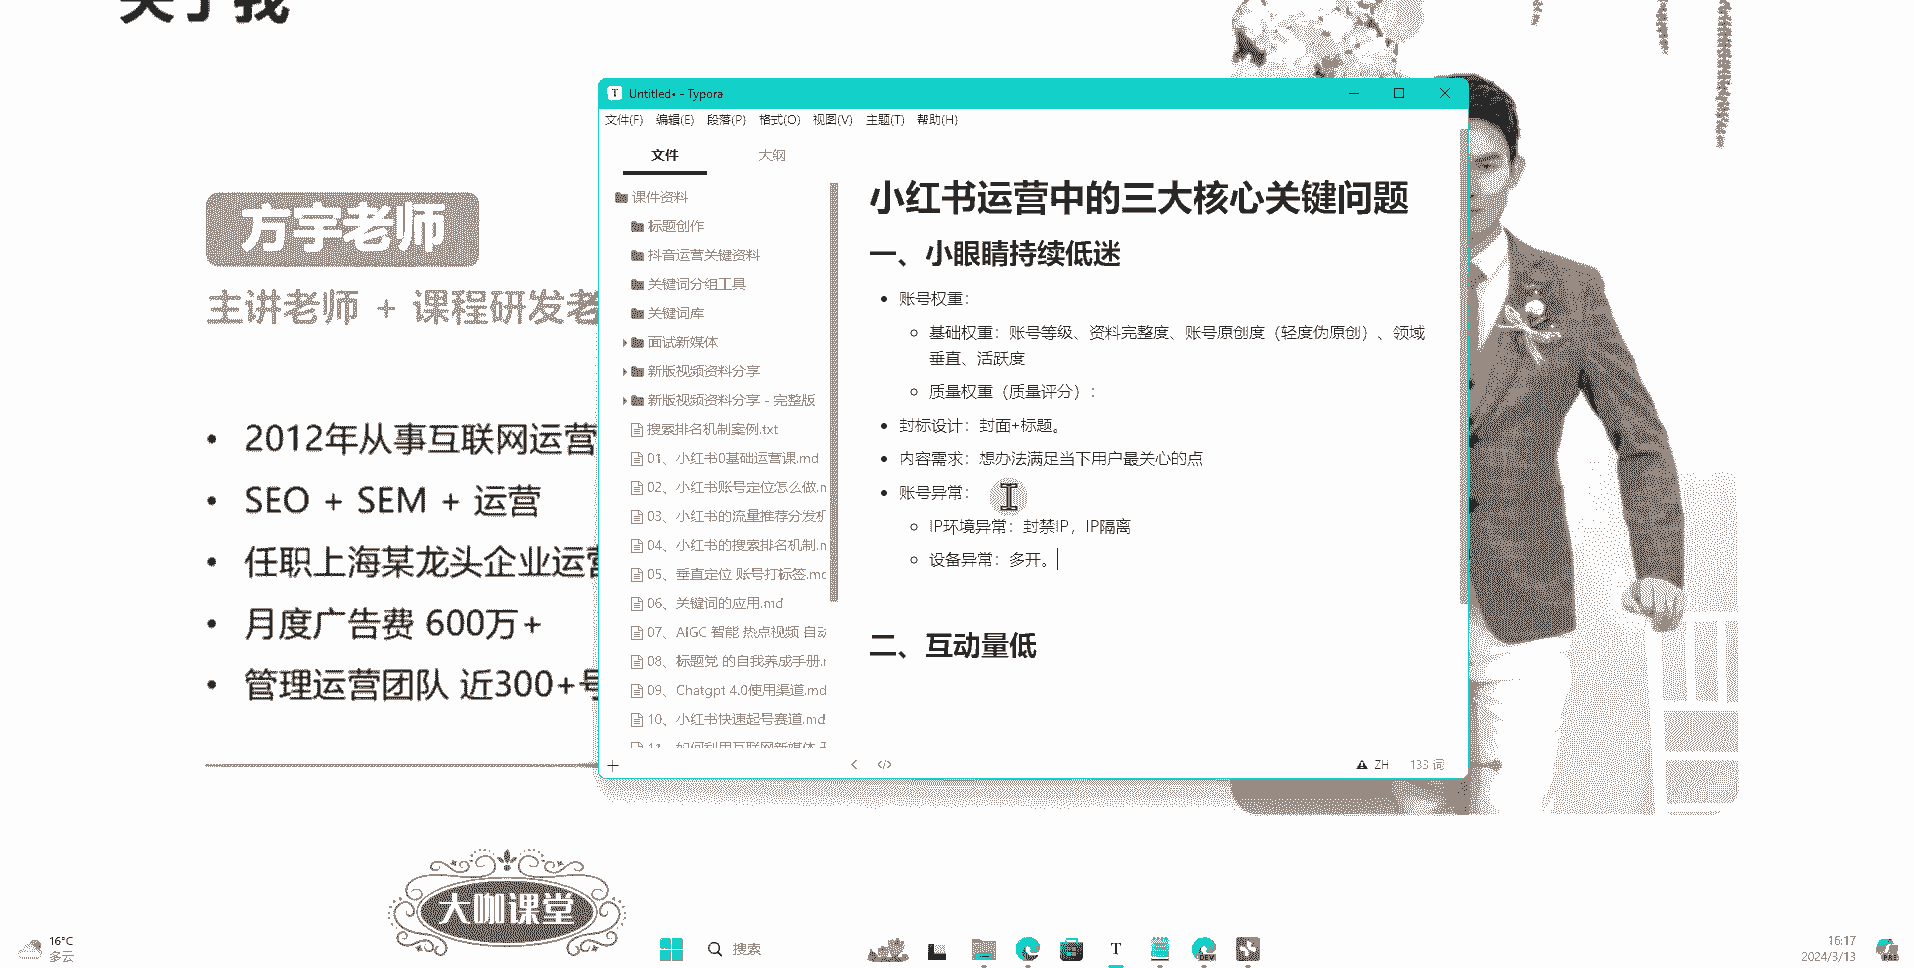 关于我
方宇老师
主讲老师 + 课程研发老
2012年从事互联网运营
SEO + SEM + 运营
任职上海某龙头企业运营
月度广告费 600万+
管理运营团队 近300+号
大咖课堂
Untitled• - Typora
文件(F) 编辑(E) 段落(P) 格式(O) 视图(V) 主题(T) 帮助(H)
文件 大纲
课件资料
标题创作
抖音运营关键资料
关键词分组工具
关键词库
面试新媒体
新版视频资料分享
新版视频资料分享 - 完整版
搜索排名机制案例.txt
01、小红书0基础运营课.md
02、小红书账号定位怎么做.n
03、小红书的流量推荐分发机
04、小红书的搜索排名机制.n
05、垂直定位 账号打标签.mc
06、关键词的应用.md
07、AIGC 智能 热点视频 自动
08、标题党 的自我养成手册.r
09、Chatgpt 4.0使用渠道.md
10、小红书快速起号赛道.md
11、如何利用互联网新媒体
小红书运营中的三大核心关键问题
一、小眼睛持续低迷
账号权重：
基础权重：账号等级、资料完整度、账号原创度（轻度伪原创）、领域
垂直、活跃度
质量权重（质量评分）：
封标设计：封面+标题。
内容需求：想办法满足当下用户最关心的点
账号异常：
IP环境异常：封禁IP，IP隔离
设备异常：多开。
二、互动量低
ZH 133 词
16°C
多云
搜索
T
DEV
16:17
2024/3/13
PRE